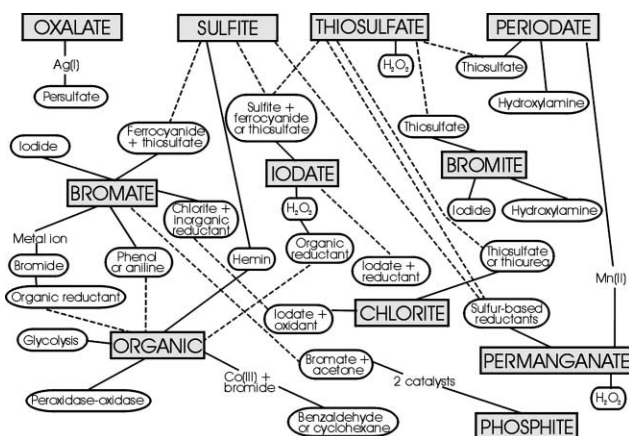 OXALATE
SULFITE
THIOSULFATE
PERIODATE
Ag(I)
Persulfate
H₂O₂
Thiosulfate
Hydroxylamine
Ferrocyanide
+ thiosulfate
Sulfite +
ferrocyanide
or thiosulfate
Thiosulfate
Iodide
BROMATE
IODATE
BROMITE
Chlorite +
inorganic
reductant
H₂O₂
Iodide
Hydroxylamine
Metal ion
Bromide
Organic reductant
Phenol
or aniline
Hemin
Organic
reductant
Iodate +
reductant
Thiosulfate
or thiourea
Mn(II)
Iodate +
oxidant
CHLORITE
Sulfur-based
reductants
Glycolysis
ORGANIC
Bromate +
acetone
PERMANGANATE
Co(III) +
bromide
2 catalysts
H₂O₂
Peroxidase-oxidase
Benzaldehyde
or cyclohexane
PHOSPHITE